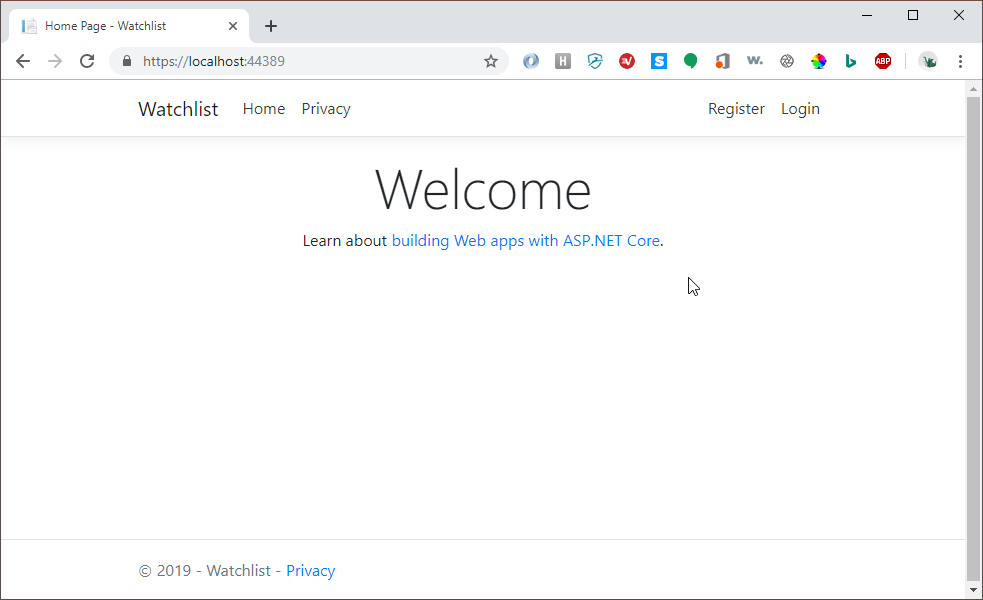 Home Page - Watchlist
https://localhost:44389
H
V
S
w.
b
ABP
Watchlist Home Privacy Register Login
Welcome
Learn about building Web apps with ASP.NET Core.
© 2019 - Watchlist - Privacy